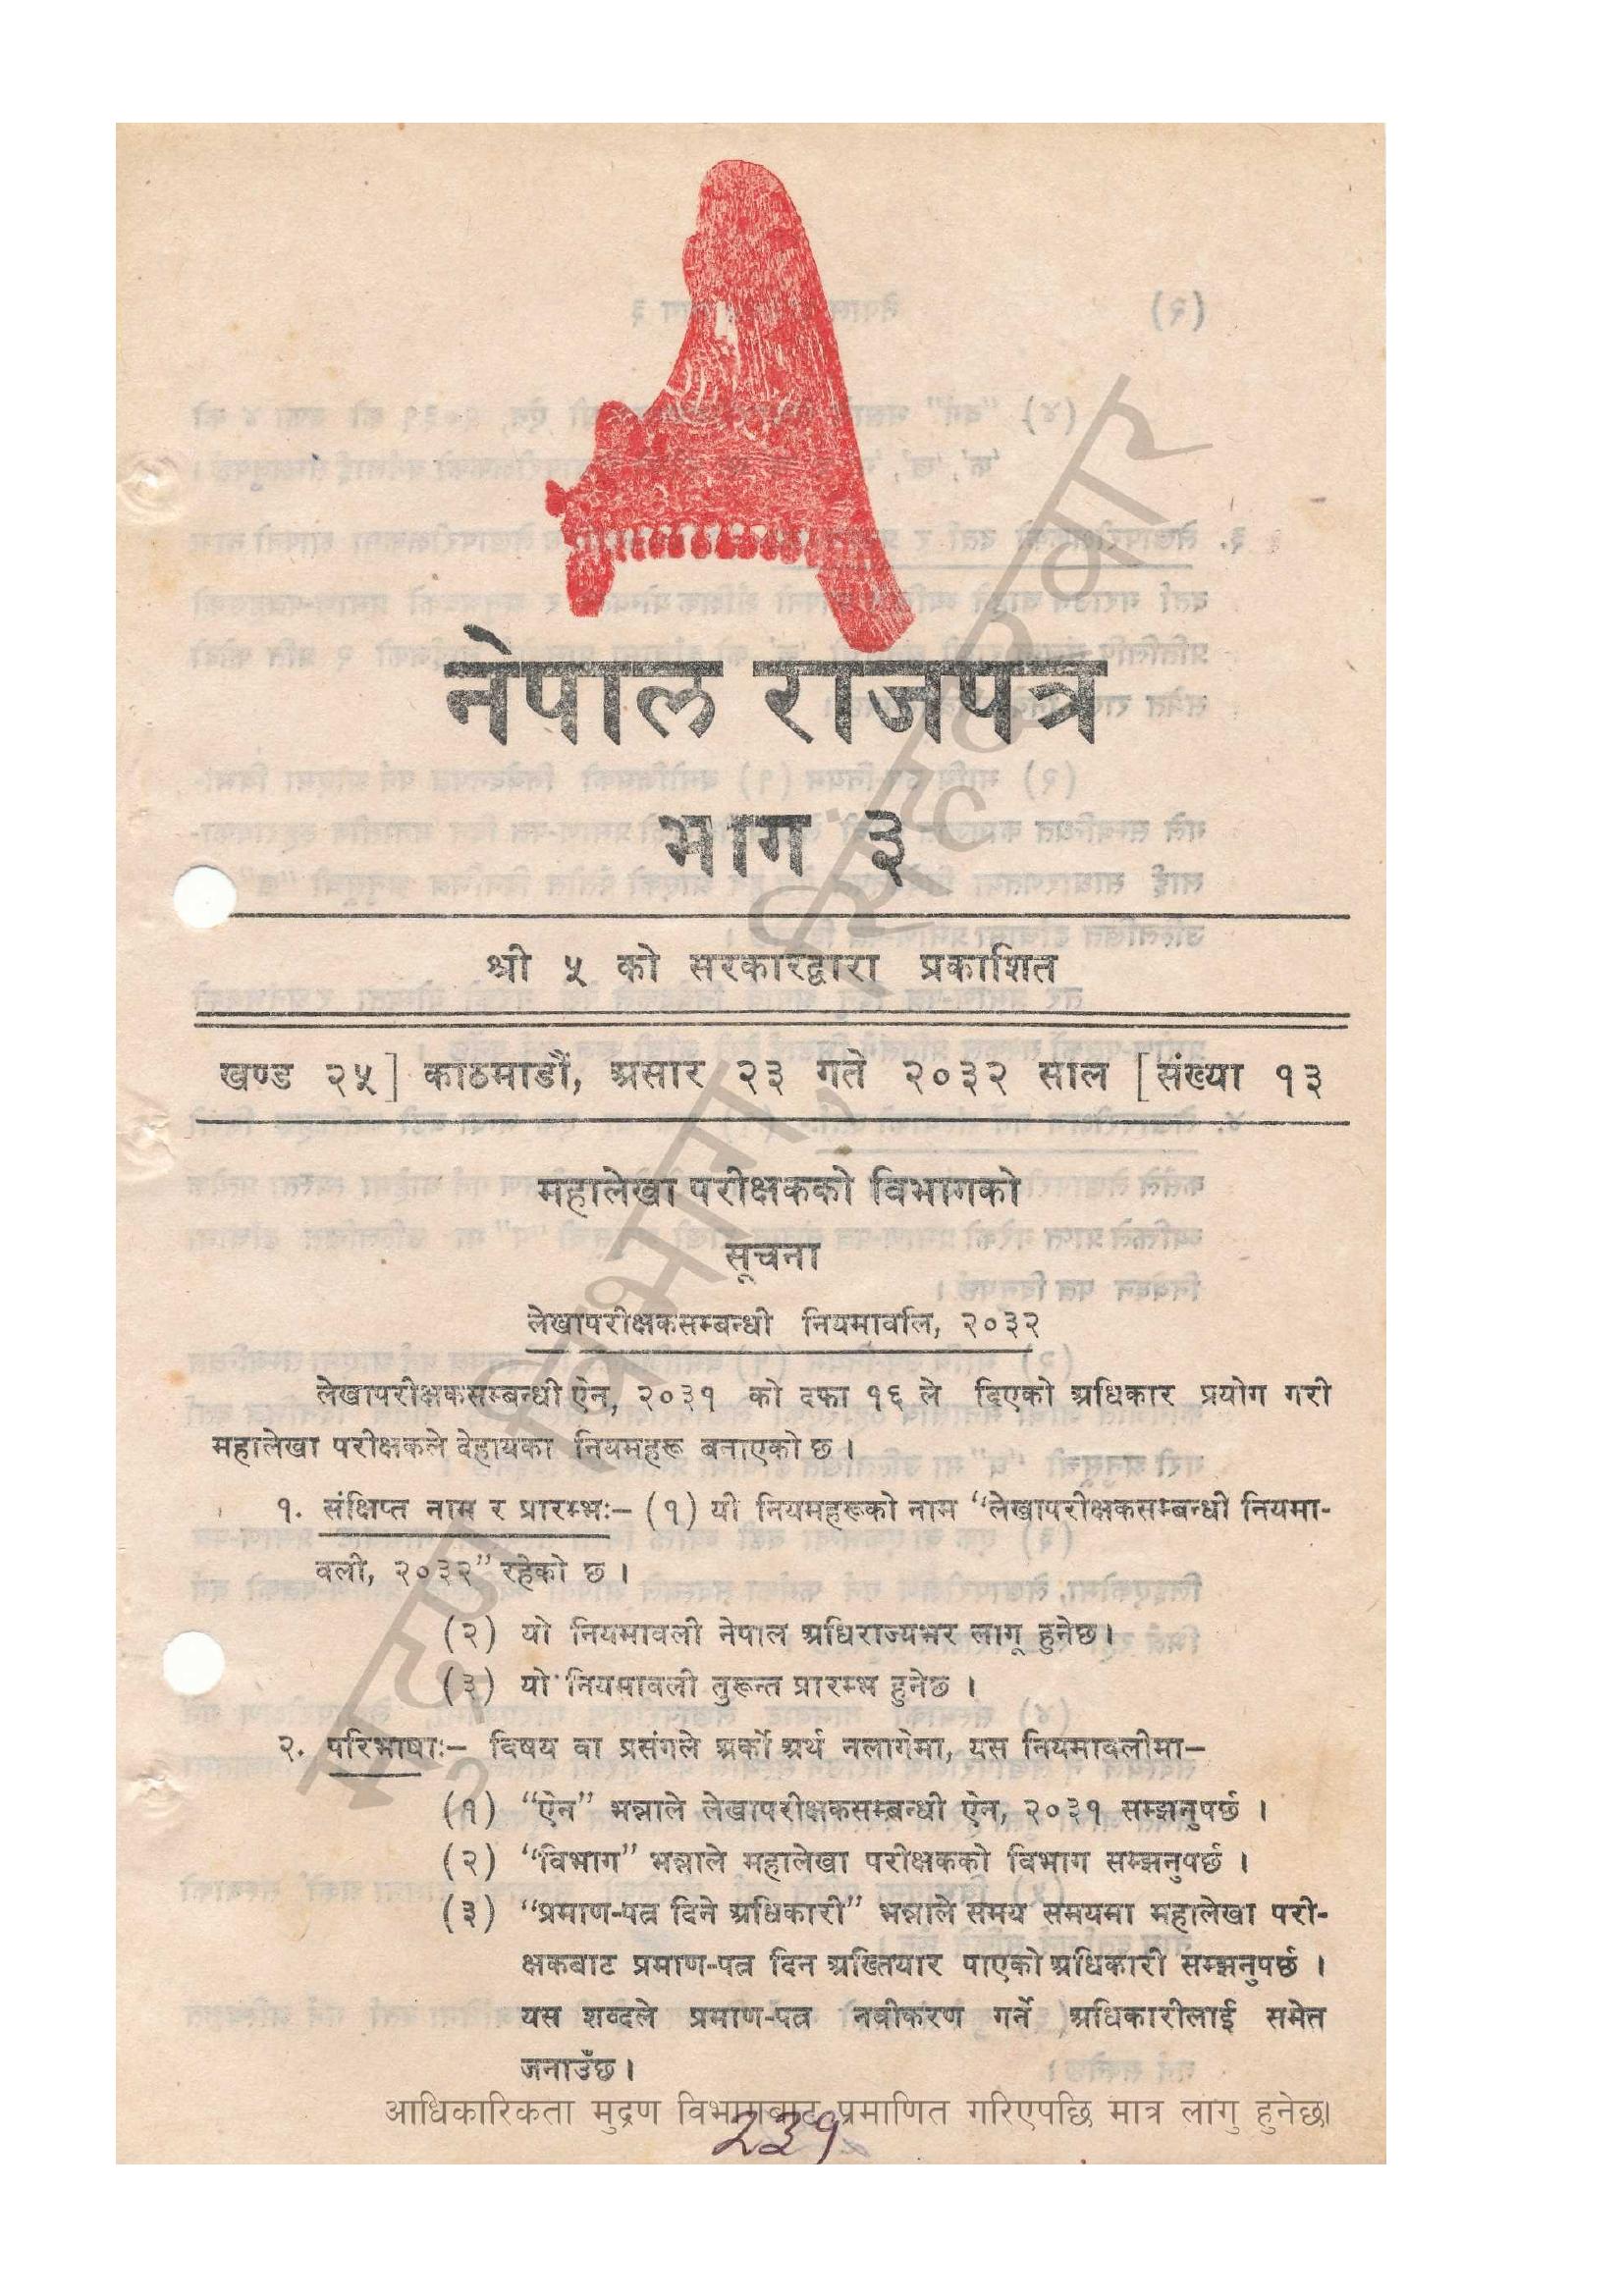 नेपाल राजपत्र
भाग ३
श्री ५ को सरकारद्वारा प्रकाशित
खण्ड २५] काठमाडौं, असार २३ गते २०३२ साल [संख्या १३
महालेखा परीक्षकको विभागको
सूचना
लेखापरीक्षकसम्बन्धी नियमावलि, २०३२
लेखापरीक्षकसम्बन्धी ऐन, २०३१ को दफा १६ ले दिएको अधिकार प्रयोग गरी
महालेखा परीक्षकले देहायका नियमहरू बनाएको छ ।
१. संक्षिप्त नाम र प्रारम्भः– (१) यी नियमहरूको नाम “लेखापरीक्षकसम्बन्धी नियमा-
वली, २०३२” रहेको छ ।
(२) यो नियमावली नेपाल अधिराज्यभर लागू हुनेछ ।
(३) यो नियमावली तुरून्त प्रारम्भ हुनेछ ।
२. परिभाषाः– विषय वा प्रसंगले अर्को अर्थ नलागेमा, यस नियमावलीमा–
(१) “ऐन” भन्नाले लेखापरीक्षकसम्बन्धी ऐन, २०३१ सम्झनुपर्छ ।
(२) “विभाग” भन्नाले महालेखा परीक्षकको विभाग सम्झनुपर्छ ।
(३) “प्रमाण-पत्र दिने अधिकारी” भन्नाले समय समयमा महालेखा परी-
क्षकबाट प्रमाण-पत्र दिन अख्तियार पाएको अधिकारी सम्झनुपर्छ ।
यस शब्दले प्रमाण-पत्र नवीकरण गर्ने अधिकारीलाई समेत
जनाउँछ ।
आधिकारिकता मुद्रण विभागबाट प्रमाणित गरिएपछि मात्र लागु हुनेछ।
239
मुद्रण विभाग, सिंहदरबार